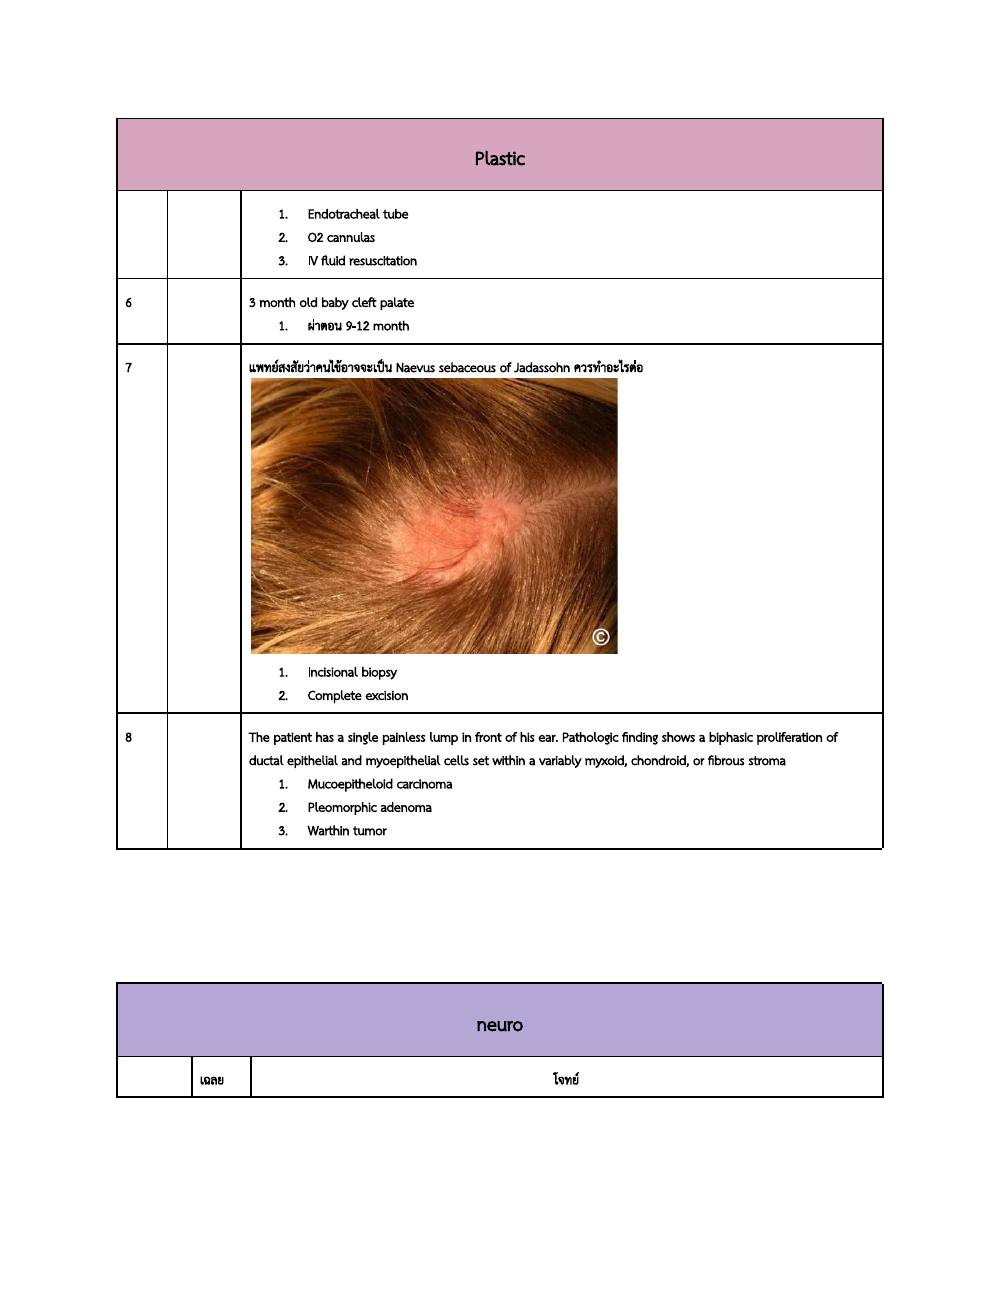 Plastic
1. Endotracheal tube
2. O2 cannulas
3. IV fluid resuscitation
6 3 month old baby cleft palate
1. ผ่าตอน 9-12 month
7 แพทย์สงสัยว่าคนไข้อาจจะเป็น Naevus sebaceous of Jadassohn ควรทำอะไรต่อ
©
1. Incisional biopsy
2. Complete excision
8 The patient has a single painless lump in front of his ear. Pathologic finding shows a biphasic proliferation of
ductal epithelial and myoepithelial cells set within a variably myxoid, chondroid, or fibrous stroma
1. Mucoepitheloid carcinoma
2. Pleomorphic adenoma
3. Warthin tumor
neuro
เฉลย โจทย์